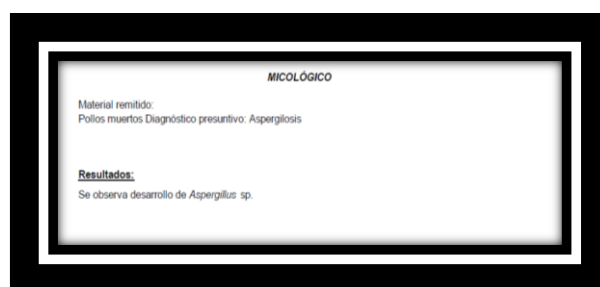 MICOLÓGICO
Material remitido:
Pollos muertos Diagnóstico presuntivo: Aspergilosis
Resultados:
Se observa desarrollo de Aspergillus sp.